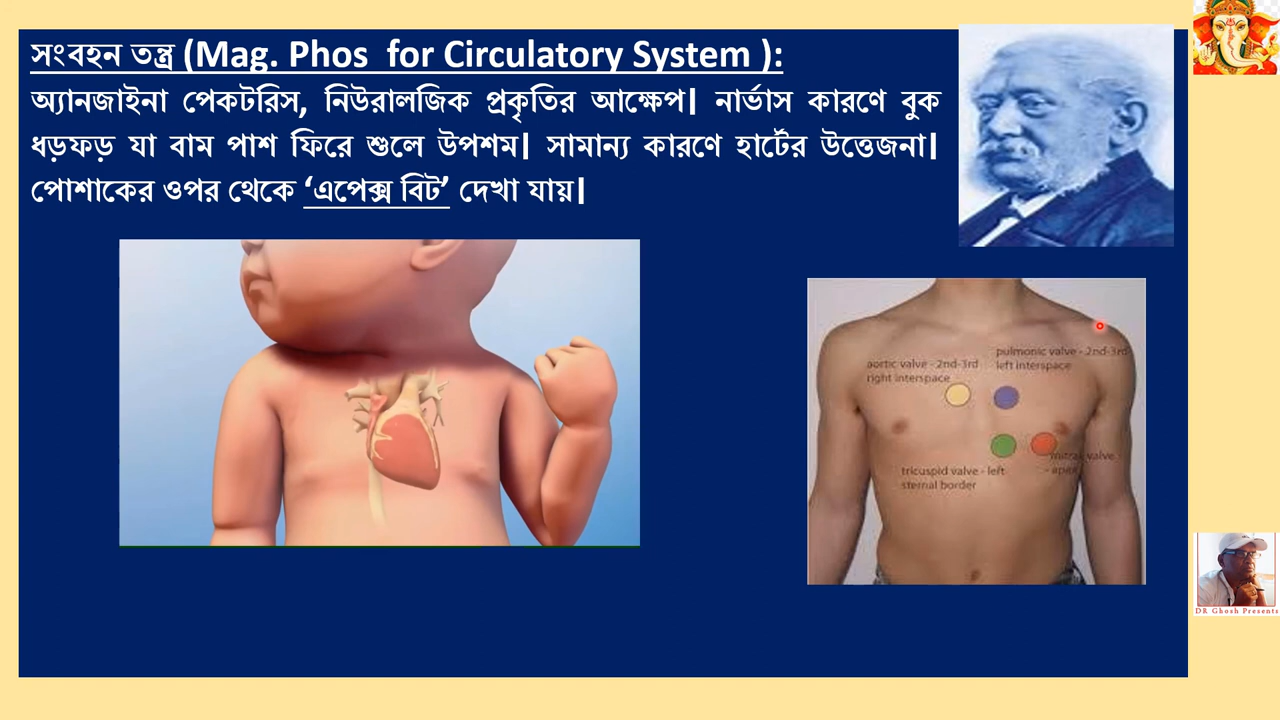 সংবহন তন্ত্র (Mag. Phos for Circulatory System ):
অ্যানজাইনা পেকটরিস, নিউরালজিক প্রকৃতির আক্ষেপ। নার্ভাস কারণে বুক
ধড়ফড় যা বাম পাশ ফিরে শুলে উপশম। সামান্য কারণে হার্টের উত্তেজনা।
পোশাকের ওপর থেকে ‘এপেক্স বিট’ দেখা যায়।
aortic valve - 2nd-3rd
right interspace
pulmonic valve - 2nd-3rd
left interspace
tricuspid valve - left
sternal border
mitral valve -
- apex
DR Ghosh Presents